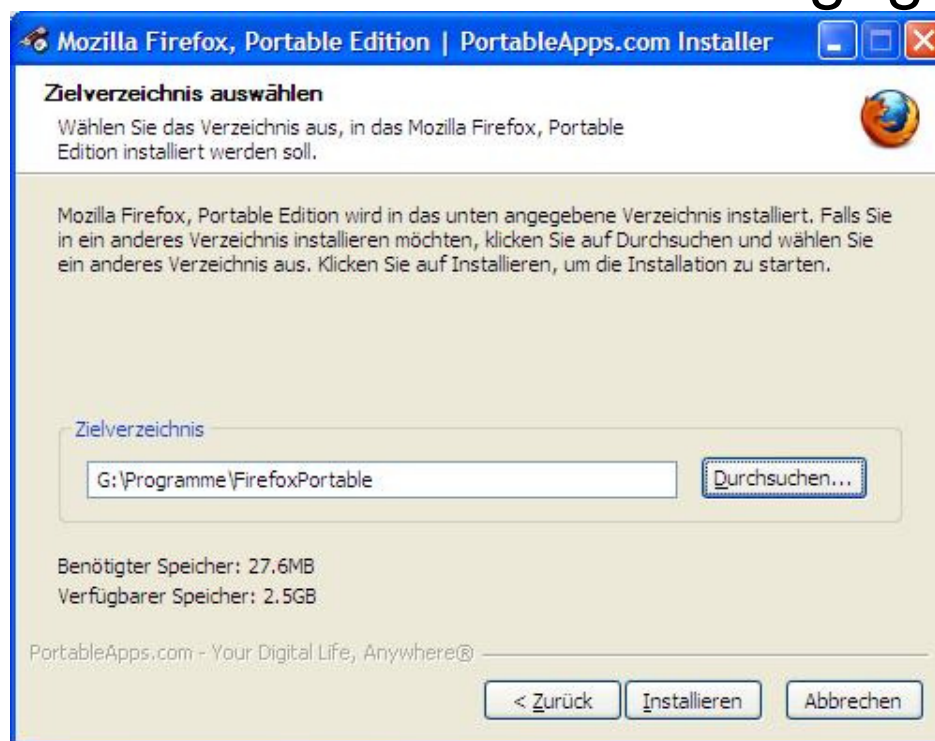 Mozilla Firefox, Portable Edition | PortableApps.com Installer
Zielverzeichnis auswählen
Wählen Sie das Verzeichnis aus, in das Mozilla Firefox, Portable
Edition installiert werden soll.
Mozilla Firefox, Portable Edition wird in das unten angegebene Verzeichnis installiert. Falls Sie
in ein anderes Verzeichnis installieren möchten, klicken Sie auf Durchsuchen und wählen Sie
ein anderes Verzeichnis aus. Klicken Sie auf Installieren, um die Installation zu starten.
Zielverzeichnis
G:\Programme\FirefoxPortable
Durchsuchen...
Benötigter Speicher: 27.6MB
Verfügbarer Speicher: 2.5GB
PortableApps.com - Your Digital Life, Anywhere®
< Zurück
Installieren
Abbrechen